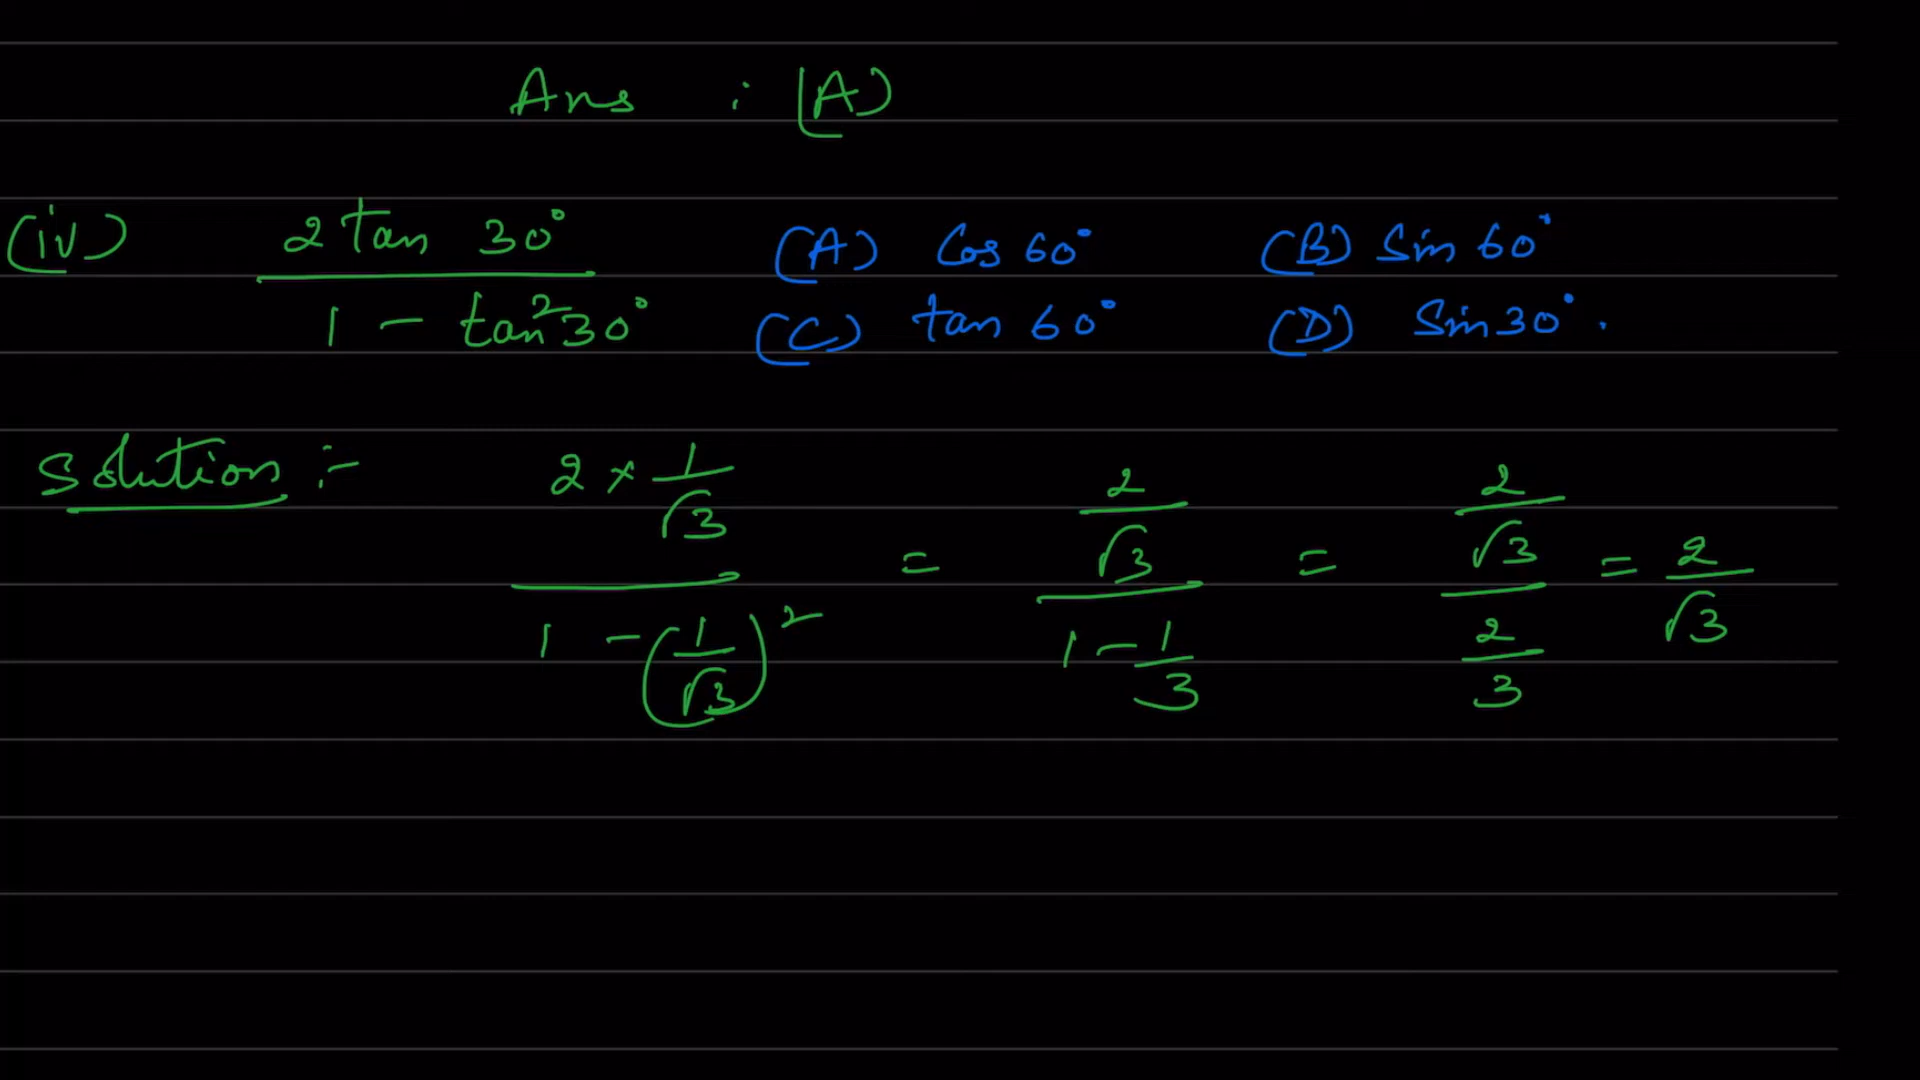 Ans : (A)
(iv) 2 tan 30° / 1 - tan²30° (A) Cos 60° (B) Sin 60°
(C) tan 60° (D) Sin 30°.
Solution :- 2 × 1/√3 / 1 - (1/√3)² = 2/√3 / 1 - 1/3 = 2/√3 / 2/3 = 2/√3